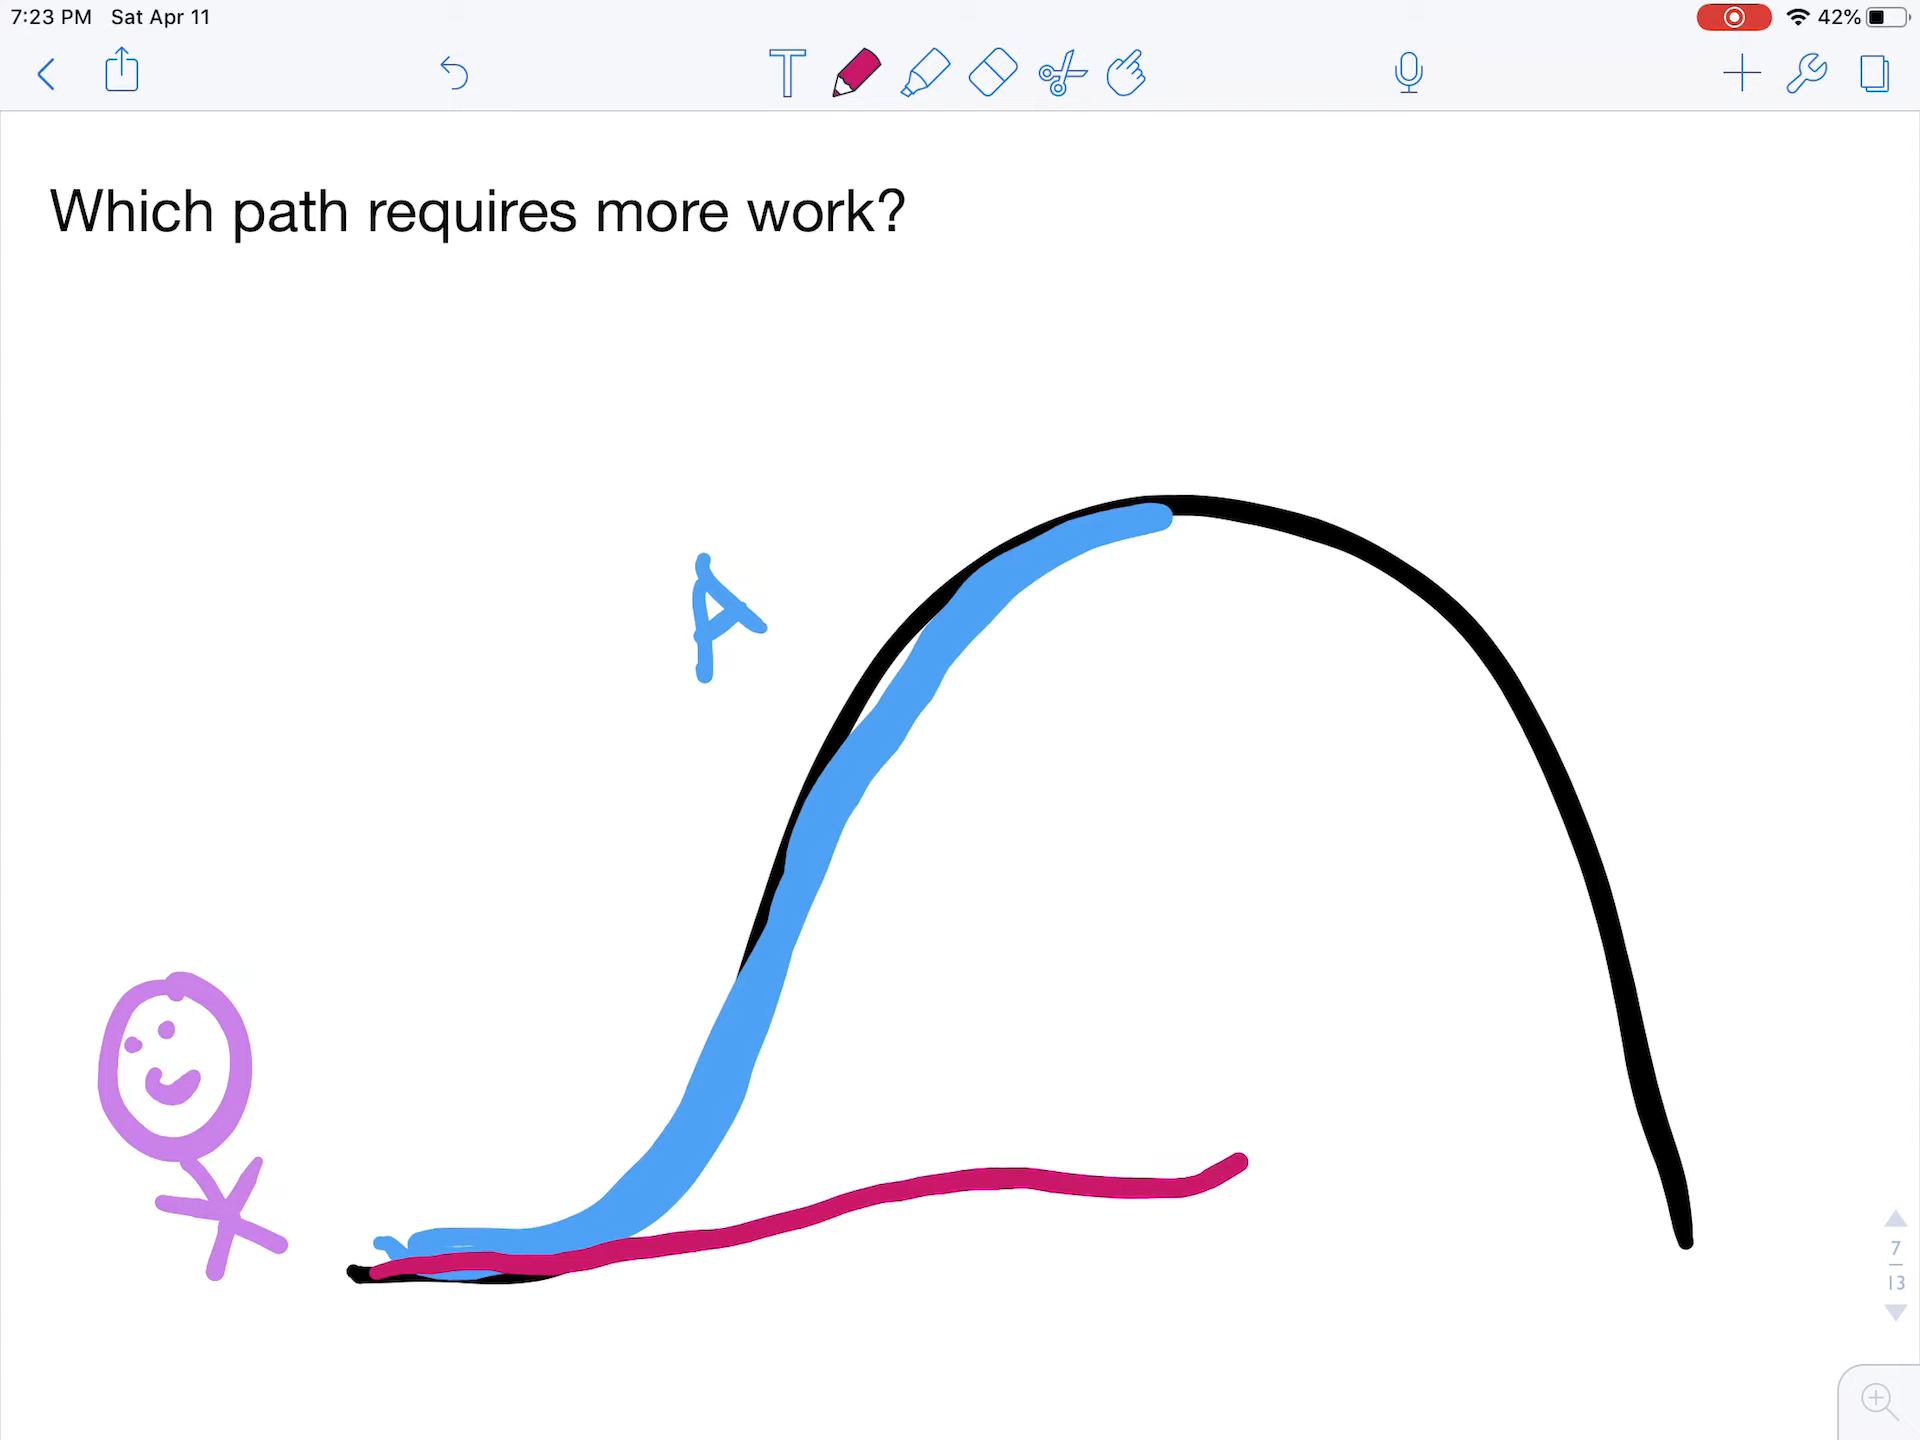 7:23 PM Sat Apr 11
42%
T
Which path requires more work?
A
7
13